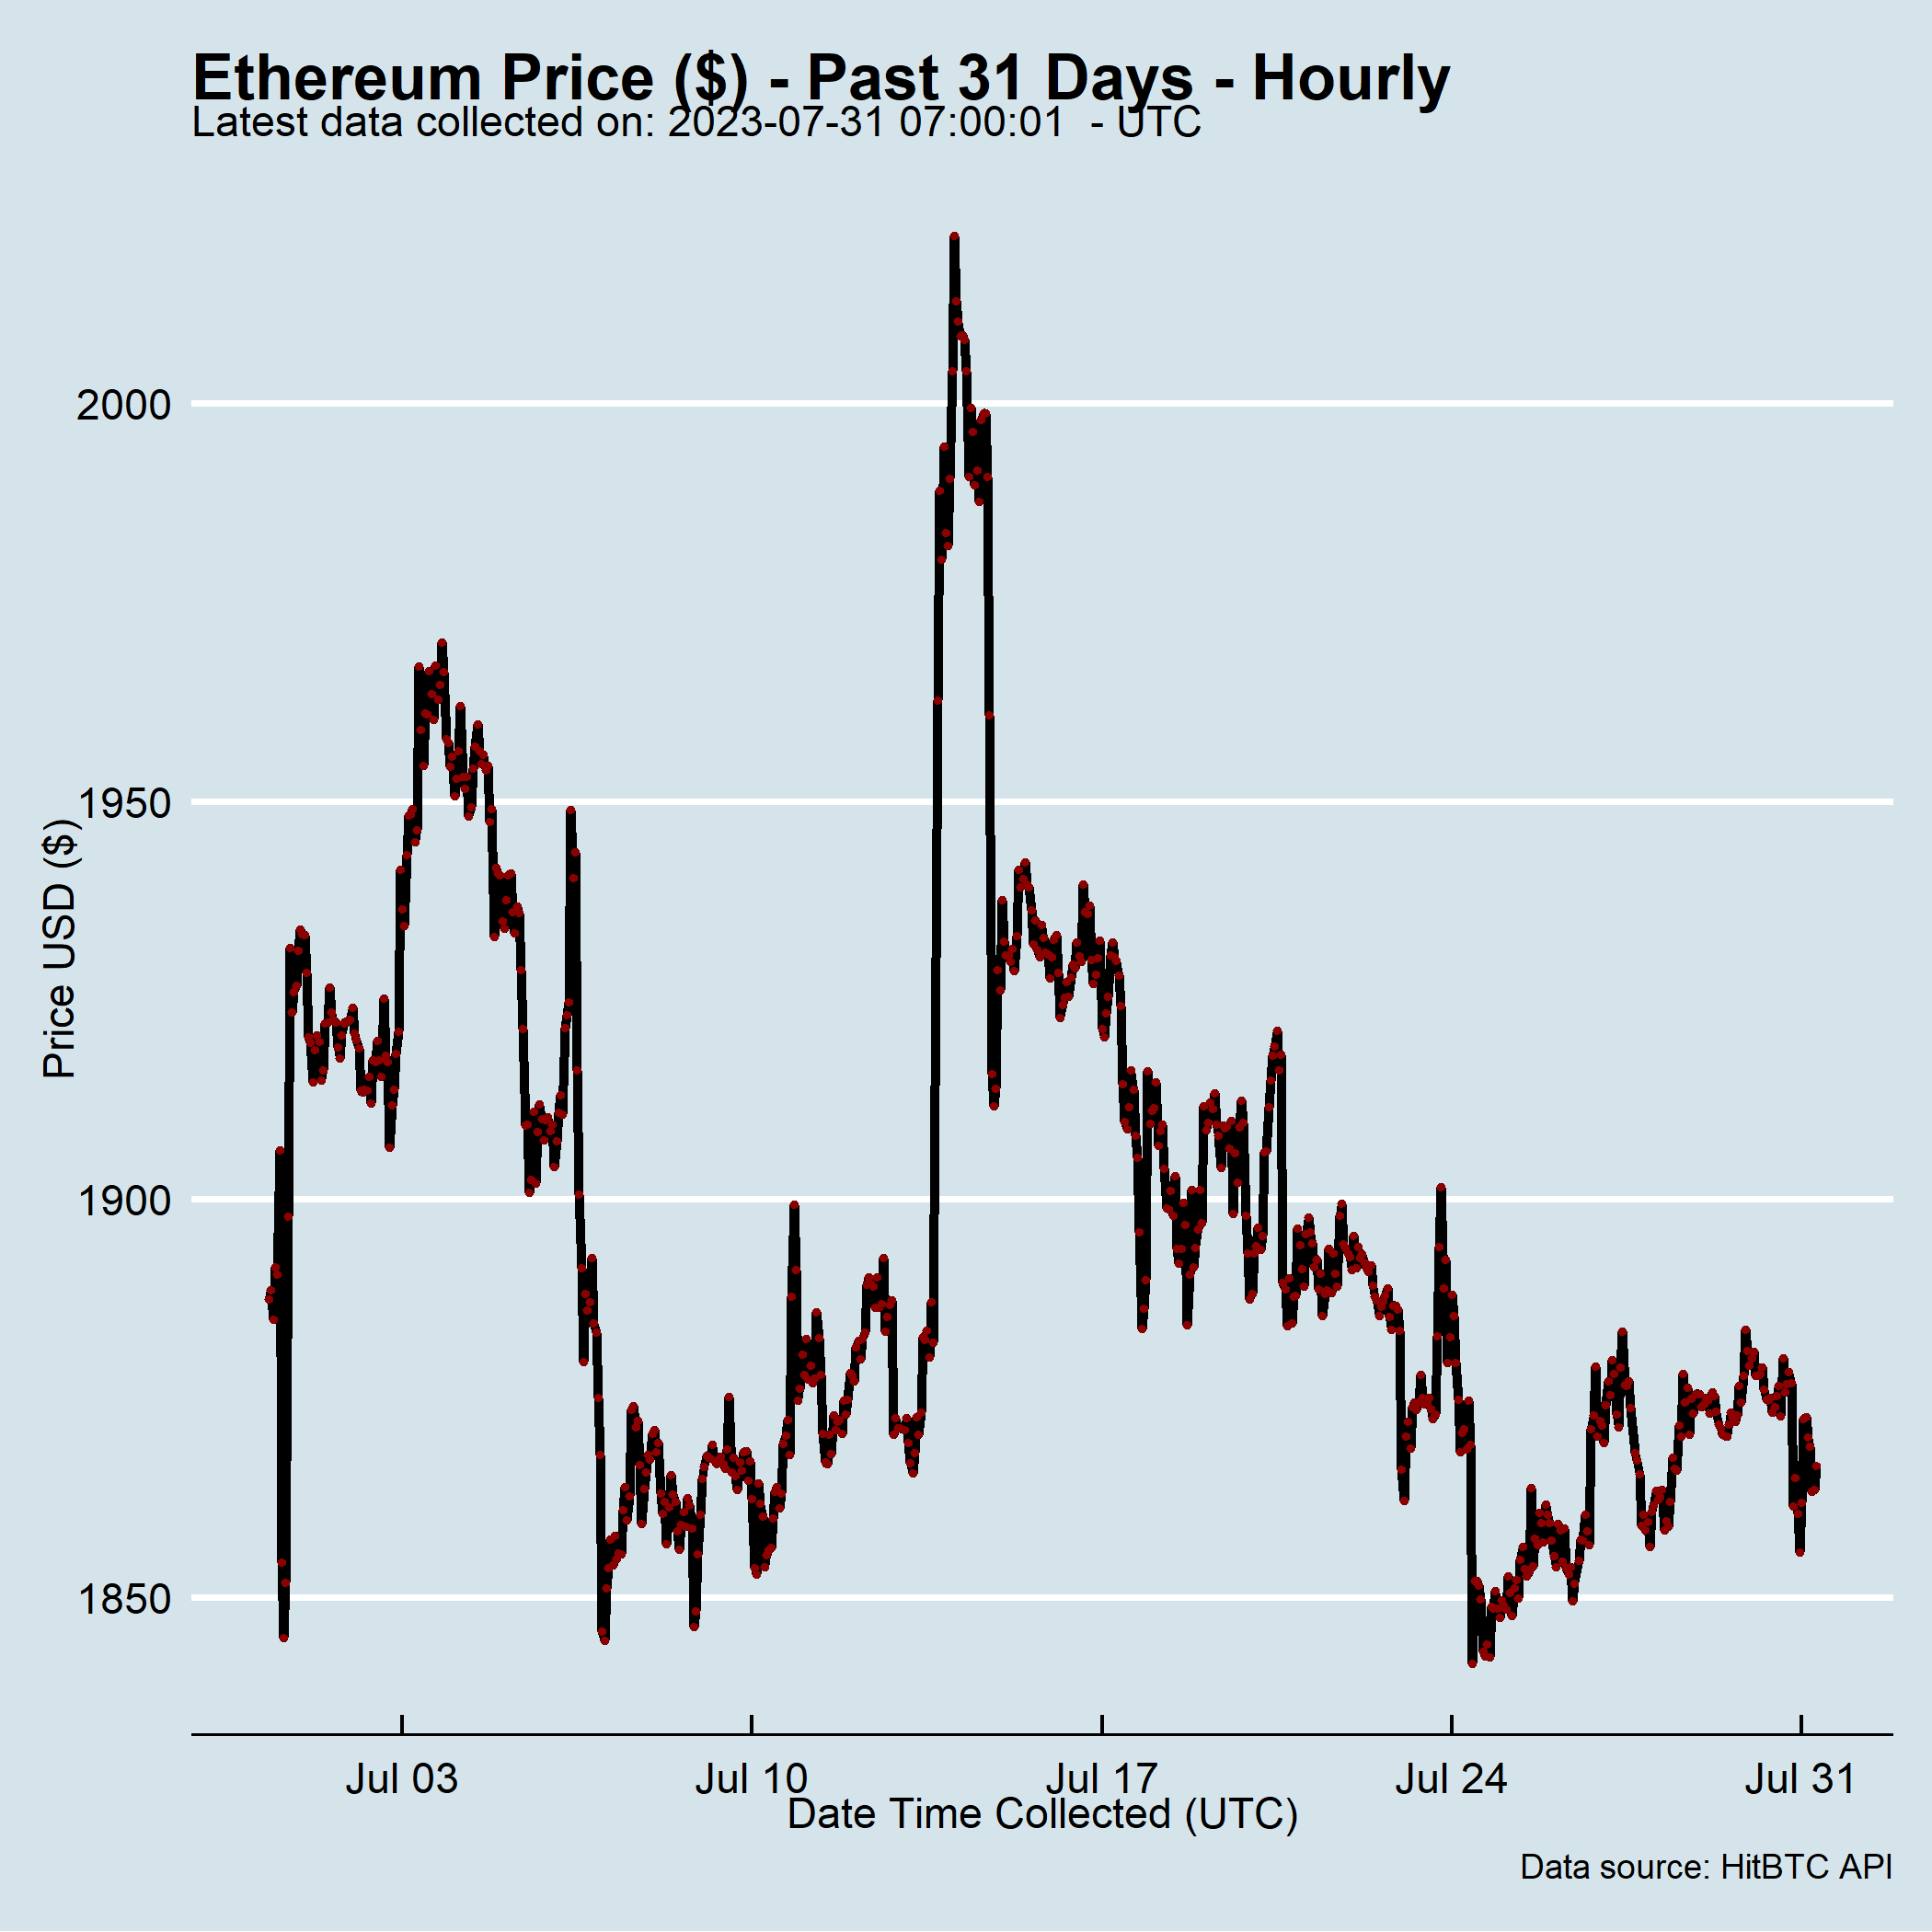 Ethereum Price ($) - Past 31 Days - Hourly
Latest data collected on: 2023-07-31 07:00:01  - UTC
Price USD ($)
2000
1950
1900
1850
Jul 03
Jul 10
Jul 17
Jul 24
Jul 31
Date Time Collected (UTC)
Data source: HitBTC API